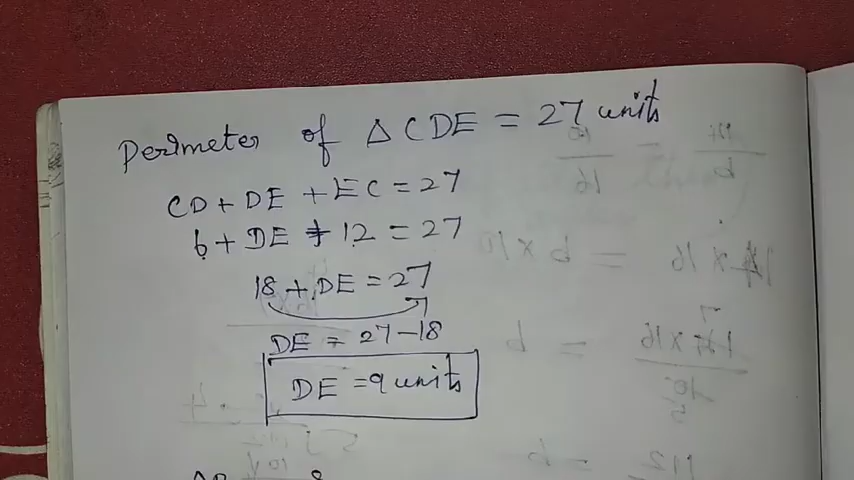 Perimeter of Δ CDE = 27 units
CD + DE + EC = 27
6 + DE + 12 = 27
18 + DE = 27
DE = 27 - 18
DE = 9 units